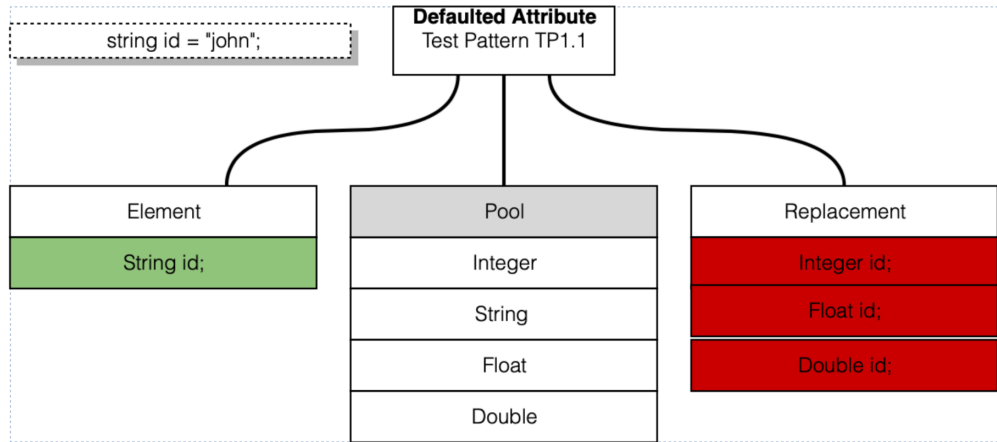 string id = "john";
Defaulted Attribute
Test Pattern TP1.1
Element
String id;
Pool
Integer
String
Float
Double
Replacement
Integer id;
Float id;
Double id;